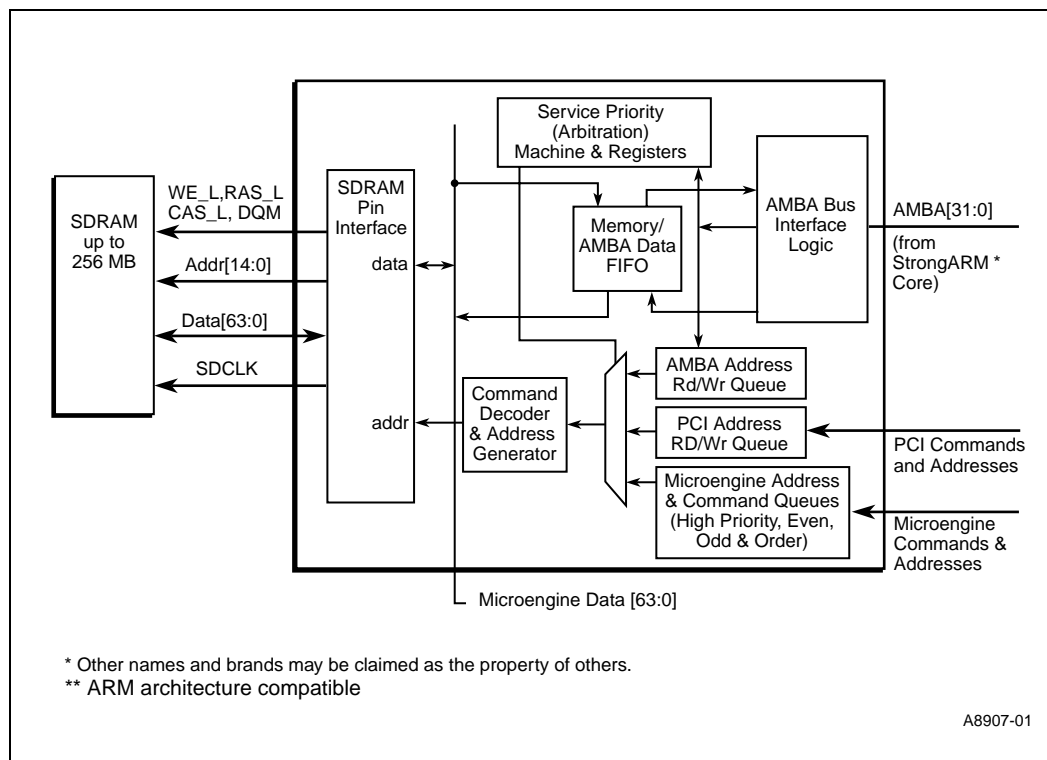 Service Priority
(Arbitration)
Machine & Registers
SDRAM
up to
256 MB
WE_L,RAS_L
CAS_L, DQM
Addr[14:0]
Data[63:0]
SDCLK
SDRAM
Pin
Interface
data
addr
Memory/
AMBA Data
FIFO
AMBA Bus
Interface
Logic
AMBA[31:0]
(from
StrongARM *
Core)
Command
Decoder
& Address
Generator
AMBA Address
Rd/Wr Queue
PCI Address
RD/Wr Queue
PCI Commands
and Addresses
Microengine Address
& Command Queues
(High Priority, Even,
Odd & Order)
Microengine
Commands &
Addresses
Microengine Data [63:0]
* Other names and brands may be claimed as the property of others.
** ARM architecture compatible
A8907-01